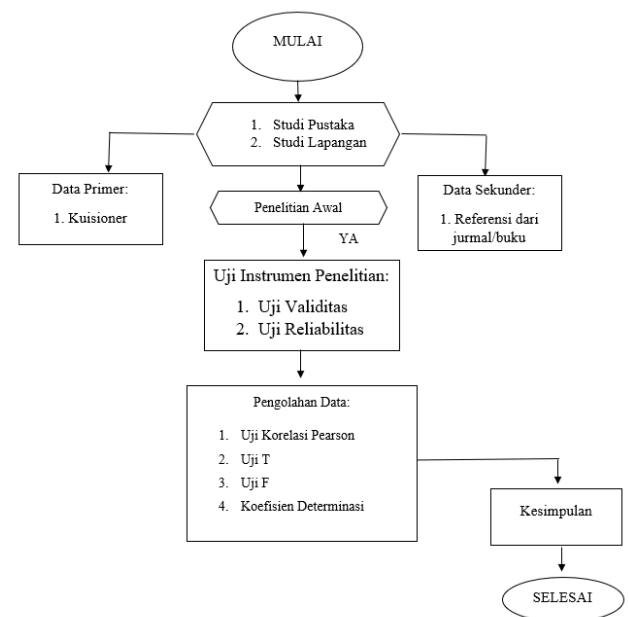 MULAI
1. Studi Pustaka
2. Studi Lapangan
Data Primer:
1. Kuisioner
Penelitian Awal
Data Sekunder:
1. Referensi dari
jurmal/buku
YA
Uji Instrumen Penelitian:
1. Uji Validitas
2. Uji Reliabilitas
Pengolahan Data:
1. Uji Korelasi Pearson
2. Uji T
3. Uji F
4. Koefisien Determinasi
Kesimpulan
SELESAI